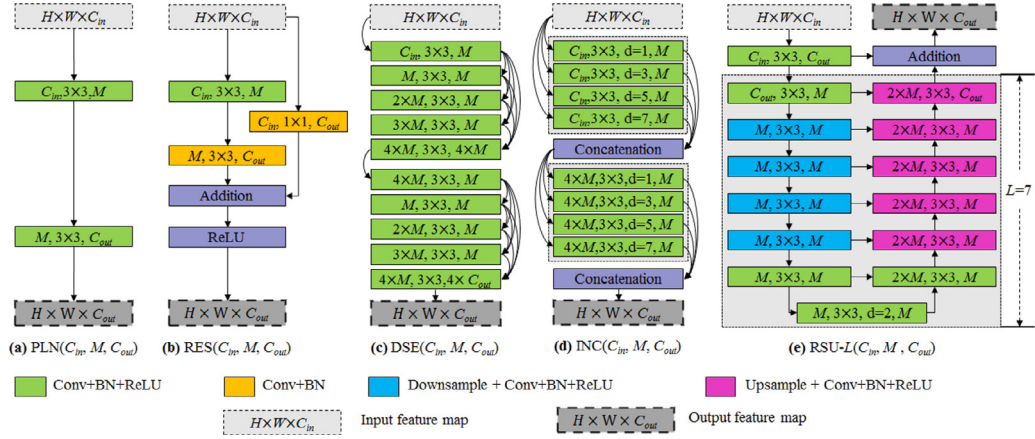 H×W×C_in
C_in,3×3,M
M, 3×3, C_out
H × W × C_out
(a) PLN(C_in, M, C_out)
H×W×C_in
C_in, 3×3, M
C_in, 1×1, C_out
M, 3×3, C_out
Addition
ReLU
H × W × C_out
(b) RES(C_in, M, C_out)
H×W×C_in
C_in, 3×3, M
M, 3×3, M
2×M, 3×3, M
3×M, 3×3, M
4×M, 3×3, 4×M
4×M, 3×3, M
M, 3×3, M
2×M, 3×3, M
3×M, 3×3, M
4×M, 3×3,4× C_out
H × W × C_out
(c) DSE(C_in, M, C_out)
H×W×C_in
C_in,3×3, d=1, M
C_in,3×3, d=3, M
C_in,3×3, d=5, M
C_in,3×3, d=7, M
Concatenation
4×M,3×3,d=1, M
4×M,3×3,d=3, M
4×M,3×3,d=5, M
4×M,3×3,d=7, M
Concatenation
H × W × C_out
(d) INC(C_in, M, C_out)
H×W×C_in
H × W × C_out
C_in, 3×3, C_out
Addition
C_out, 3×3, M
2×M, 3×3, C_out
M, 3×3, M
2×M, 3×3, M
M, 3×3, M
2×M, 3×3, M
M, 3×3, M
2×M, 3×3, M
M, 3×3, M
2×M, 3×3, M
M, 3×3, M
2×M, 3×3, M
M, 3×3, d=2, M
L=7
(e) RSU-L(C_in, M , C_out)
Conv+BN+ReLU
Conv+BN
Downsample + Conv+BN+ReLU
Upsample + Conv+BN+ReLU
H×W×C_in
Input feature map
H × W × C_out
Output feature map